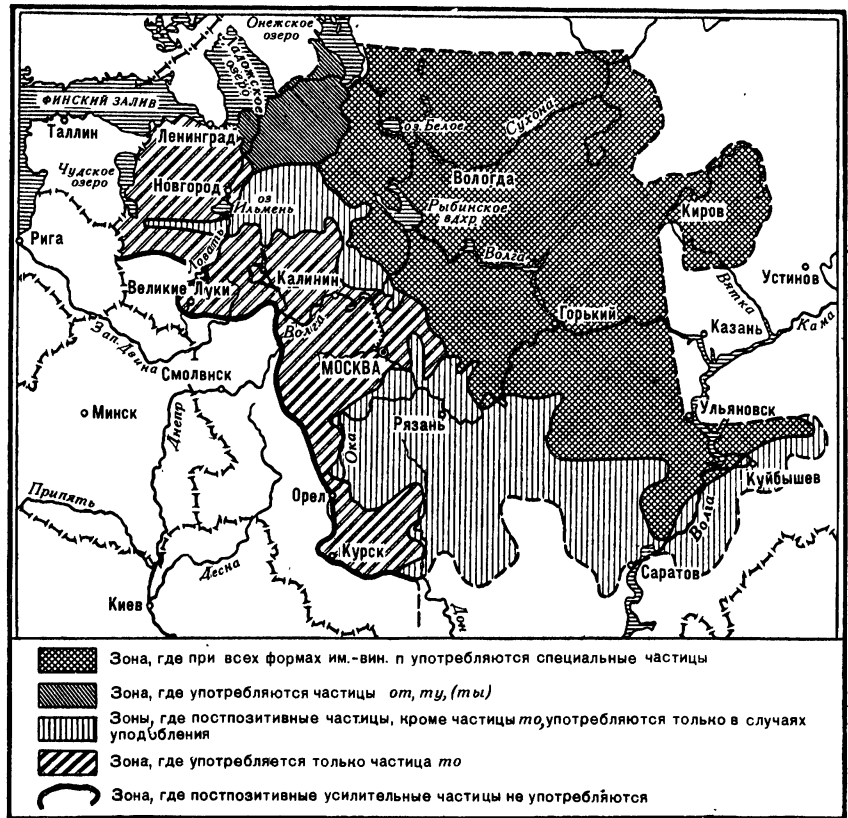 Онежское
озеро
Ладожское
озеро
ФИНСКИЙ ЗАЛИВ
Таллин
Ленинград
оз. Белое
Сухона
Чудское
озеро
Новгород
оз
Ильмень
Вологда
Рыбинское
вдхр
Киров
Рига
Ловать
Волга
Великие Луки
Калинин
Устинов
Вятка
Горький
Казань
Кама
Зап. Двина
Волга
МОСКВА
Смоленск
Минск
Днепр
Рязань
Ульяновск
Ока
Куйбышев
Припять
Орел
Волга
Курск
Десна
Саратов
Киев
Дон
Зона, где при всех формах им.-вин. п употребляются специальные частицы
Зона, где употребляются частицы от, ту, (ты)
Зоны, где постпозитивные частицы, кроме частицы то, употребляются только в случаях
уподобления
Зона, где употребляется только частица то
Зона, где постпозитивные усилительные частицы не употребляются